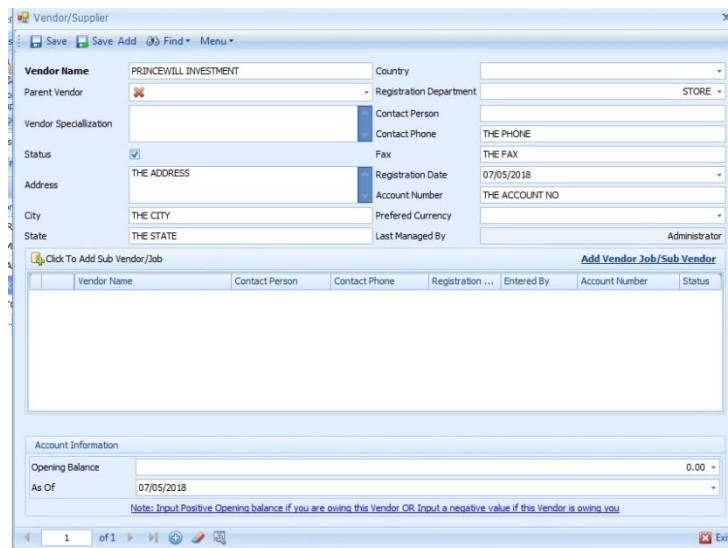 Vendor/Supplier
Save Save Add Find Menu
Vendor Name PRINCEWILL INVESTMENT Country
Parent Vendor Registration Department STORE
Vendor Speciallization Contact Person
Contact Phone THE PHONE
Status Fax THE FAX
Address THE ADDRESS Registration Date 07/05/2018
Account Number THE ACCOUNT NO
City THE CITY Prefered Currency
State THE STATE Last Managed By Administrator
Click To Add Sub Vendor/Job Add Vendor Job/Sub Vendor
Vendor Name Contact Person Contact Phone Registration ... Entered By Account Number Status
Account Information
Opening Balance 0.00
As Of 07/05/2018
Note: Input Positive Opening balance if you are owing this Vendor OR Input a negative value if this Vendor is owing you
1 of 1